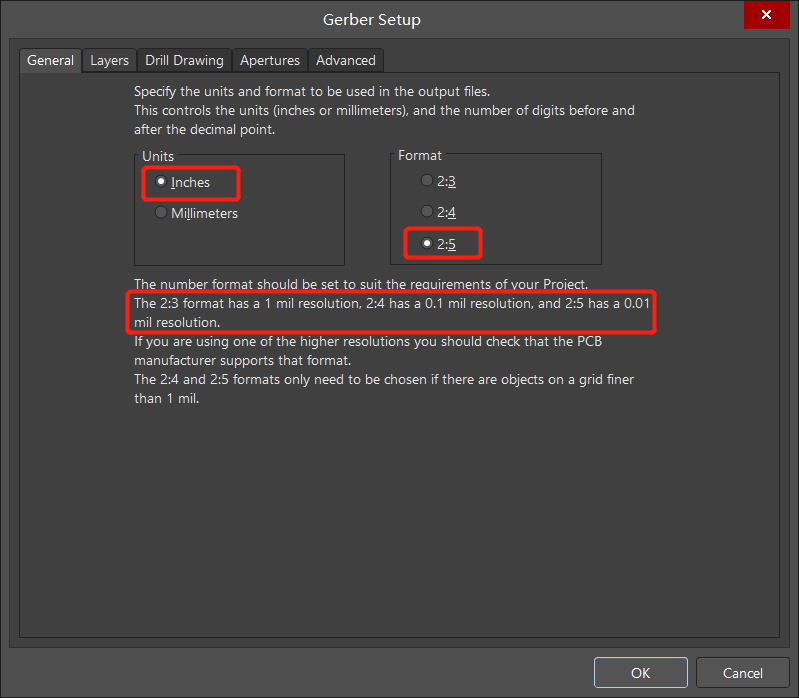 Gerber Setup
General Layers Drill Drawing Apertures Advanced
Specify the units and format to be used in the output files.
This controls the units (inches or millimeters), and the number of digits before and
after the decimal point.
Units
Inches
Millimeters
Format
2:3
2:4
2:5
The number format should be set to suit the requirements of your Project.
The 2:3 format has a 1 mil resolution, 2:4 has a 0.1 mil resolution, and 2:5 has a 0.01
mil resolution.
If you are using one of the higher resolutions you should check that the PCB
manufacturer supports that format.
The 2:4 and 2:5 formats only need to be chosen if there are objects on a grid finer
than 1 mil.
OK Cancel